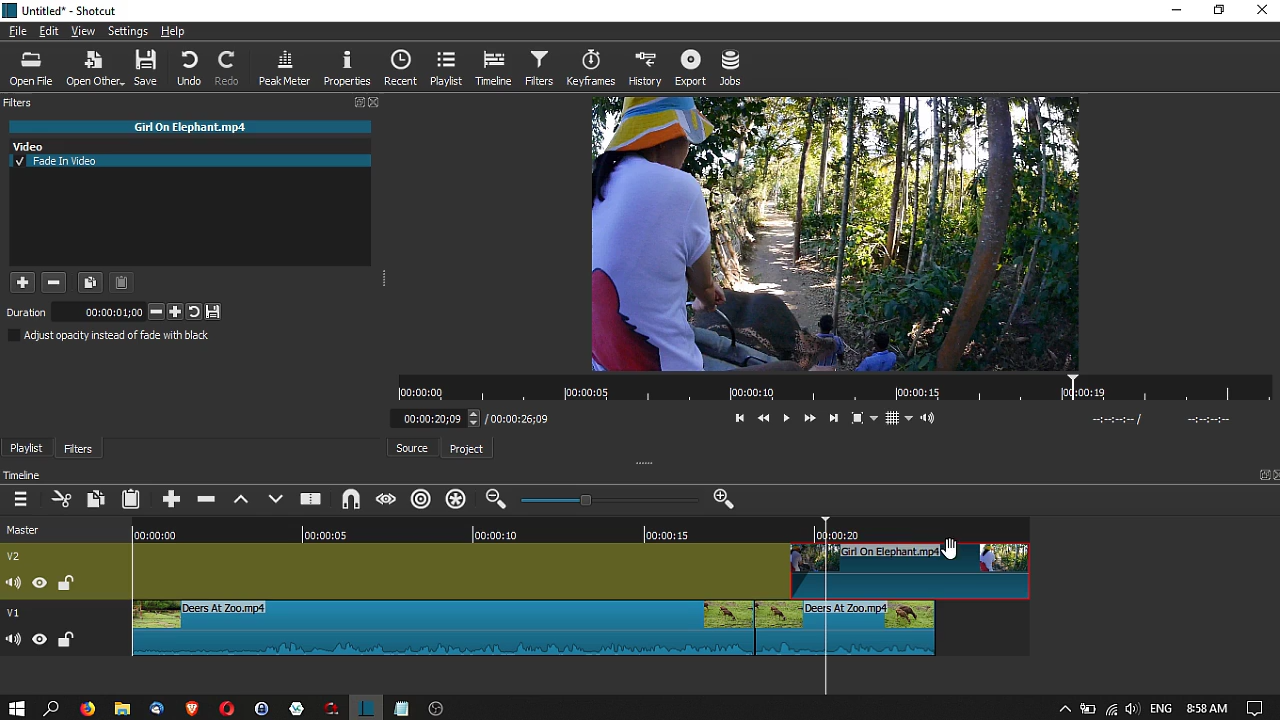 Untitled* - Shotcut
File Edit View Settings Help
Open File Open Other.. Save Undo Redo Peak Meter Properties Recent Playlist Timeline Filters Keyframes History Export Jobs
Filters
Girl On Elephant.mp4
Video
✓ Fade In Video
Duration 00:00:01;00
Adjust opacity instead of fade with black
00:00:00 00:00:05 00:00:10 00:00:15 00:00:19
00:00:20;09 / 00:00:26;09 --:--:--:-- / --:--:--:--
Playlist Filters Source Project
Timeline
Master 00:00:00 00:00:05 00:00:10 00:00:15 00:00:20
V2 Girl On Elephant.mp4
V1 Deers At Zoo.mp4 Deers At Zoo.mp4
ENG 8:58 AM